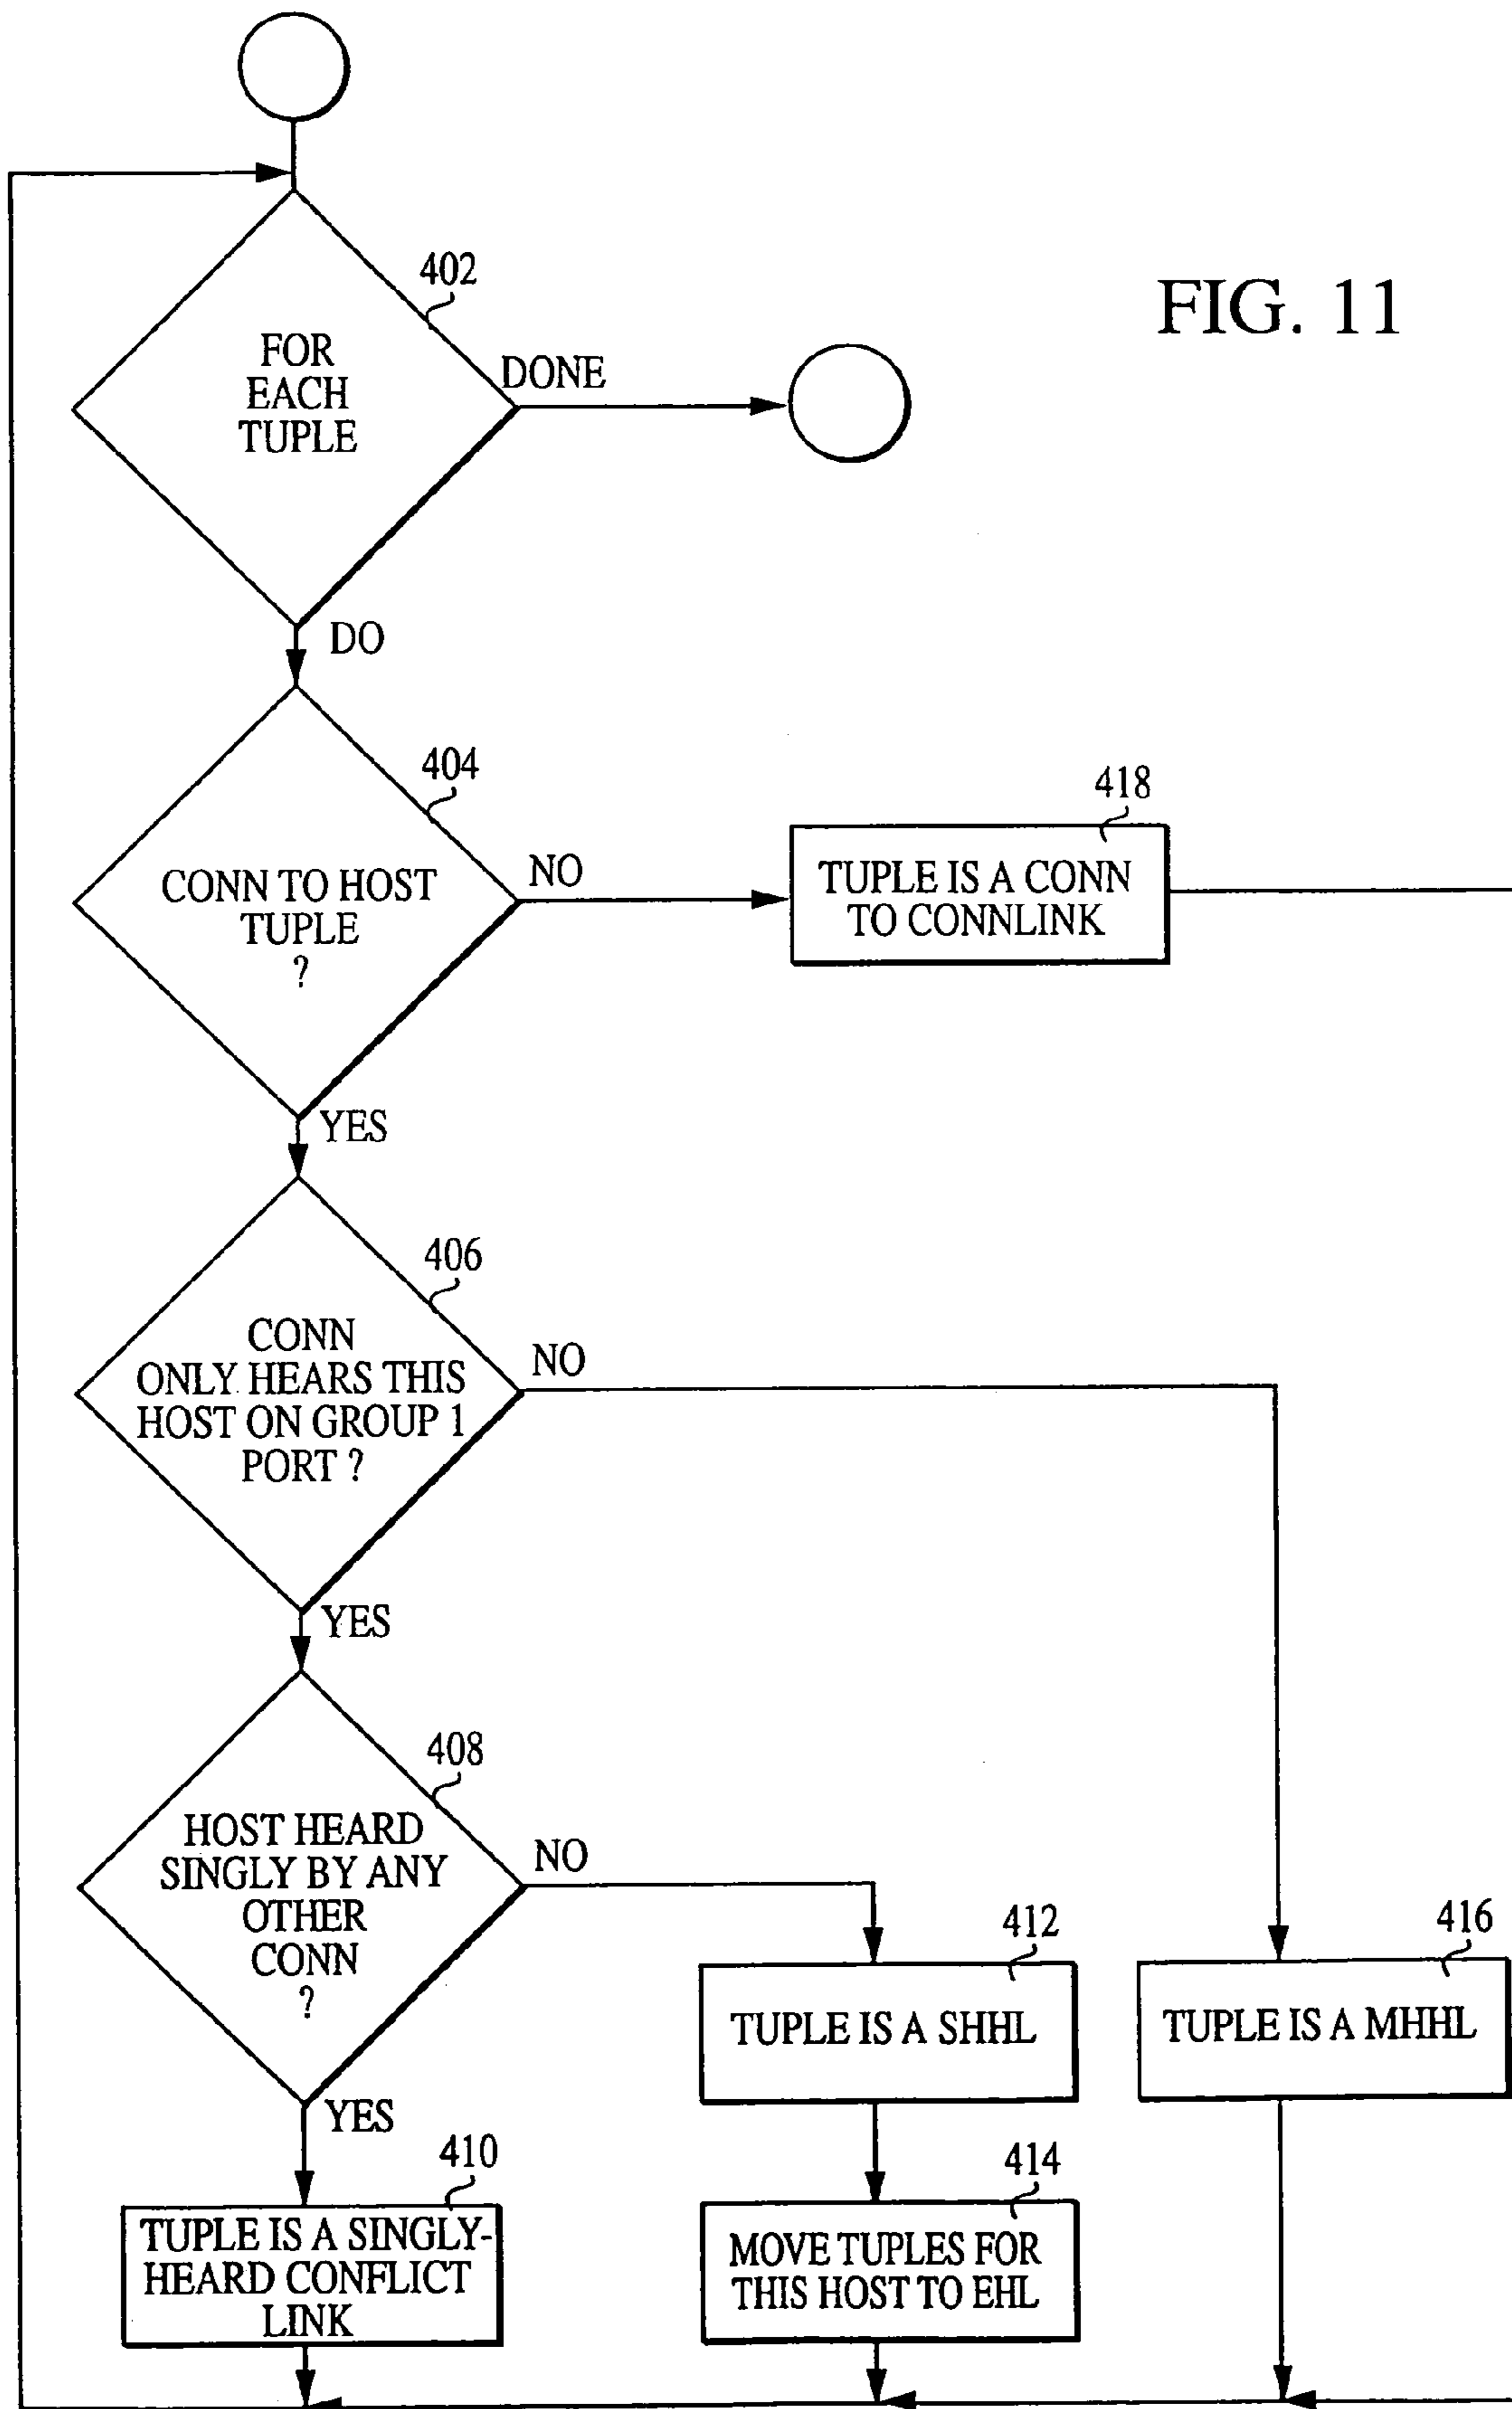 FIG. 11
402
FOR
EACH
TUPLE
DONE
DO
404
CONN TO HOST
TUPLE
?
NO
418
TUPLE IS A CONN
TO CONNLINK
YES
406
CONN
ONLY HEARS THIS
HOST ON GROUP 1
PORT ?
NO
YES
408
HOST HEARD
SINGLY BY ANY
OTHER
CONN
?
NO
412
TUPLE IS A SHHL
416
TUPLE IS A MHHL
YES
410
TUPLE IS A SINGLY-
HEARD CONFLICT
LINK
414
MOVE TUPLES FOR
THIS HOST TO EHL